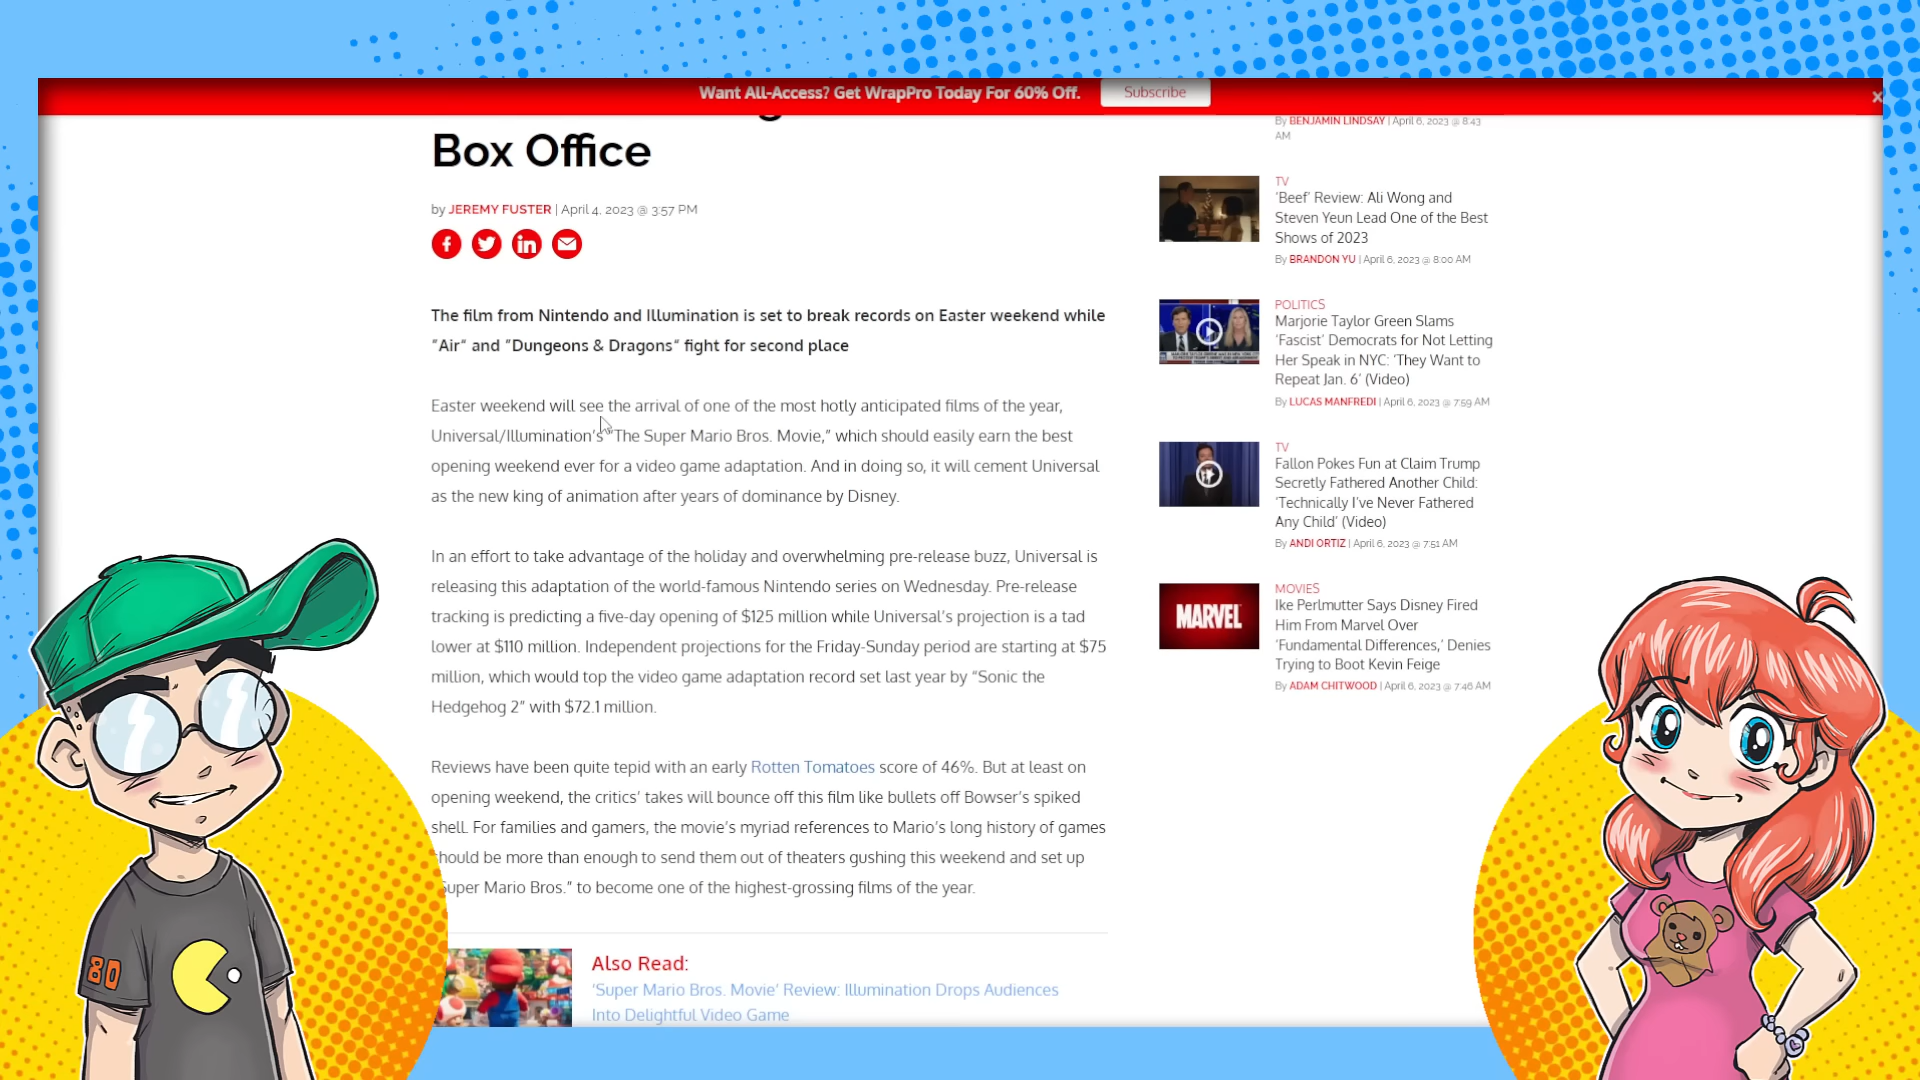 Want All-Access? Get WrapPro Today For 60% Off.
Subscribe
×
Box Office
by JEREMY FUSTER | April 4, 2023 @ 3:57 PM
The film from Nintendo and Illumination is set to break records on Easter weekend while
"Air" and "Dungeons & Dragons" fight for second place
Easter weekend will see the arrival of one of the most hotly anticipated films of the year,
Universal/Illumination's "The Super Mario Bros. Movie," which should easily earn the best
opening weekend ever for a video game adaptation. And in doing so, it will cement Universal
as the new king of animation after years of dominance by Disney.
In an effort to take advantage of the holiday and overwhelming pre-release buzz, Universal is
releasing this adaptation of the world-famous Nintendo series on Wednesday. Pre-release
tracking is predicting a five-day opening of $125 million while Universal's projection is a tad
lower at $110 million. Independent projections for the Friday-Sunday period are starting at $75
million, which would top the video game adaptation record set last year by "Sonic the
Hedgehog 2" with $72.1 million.
Reviews have been quite tepid with an early Rotten Tomatoes score of 46%. But at least on
opening weekend, the critics' takes will bounce off this film like bullets off Bowser's spiked
shell. For families and gamers, the movie's myriad references to Mario's long history of games
should be more than enough to send them out of theaters gushing this weekend and set up
"Super Mario Bros." to become one of the highest-grossing films of the year.
Also Read:
'Super Mario Bros. Movie' Review: Illumination Drops Audiences
Into Delightful Video Game
By BENJAMIN LINDSAY | April 6, 2023 @ 8:43
AM
TV
'Beef' Review: Ali Wong and
Steven Yeun Lead One of the Best
Shows of 2023
By BRANDON YU | April 6, 2023 @ 8:00 AM
POLITICS
Marjorie Taylor Green Slams
'Fascist' Democrats for Not Letting
Her Speak in NYC: 'They Want to
Repeat Jan. 6' (Video)
By LUCAS MANFREDI | April 6, 2023 @ 7:59 AM
TV
Fallon Pokes Fun at Claim Trump
Secretly Fathered Another Child:
'Technically I've Never Fathered
Any Child' (Video)
By ANDI ORTIZ | April 6, 2023 @ 7:51 AM
MARVEL
MOVIES
Ike Perlmutter Says Disney Fired
Him From Marvel Over
'Fundamental Differences,' Denies
Trying to Boot Kevin Feige
By ADAM CHITWOOD | April 6, 2023 @ 7:46 AM
80